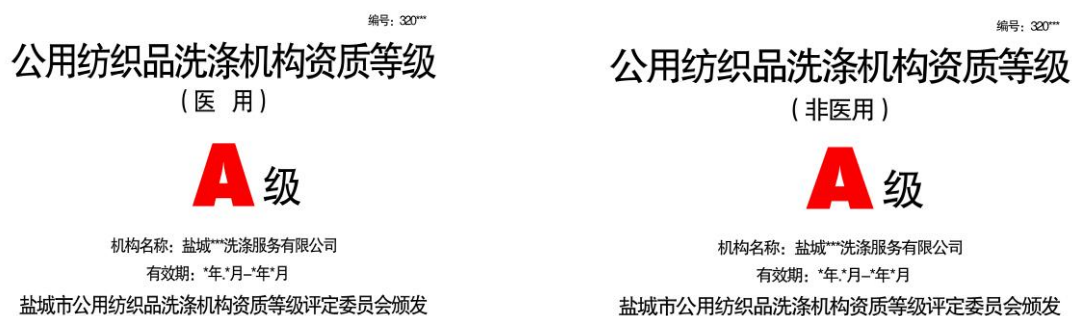 编号：320***
公用纺织品洗涤机构资质等级
（医 用）
A级
机构名称：盐城***洗涤服务有限公司
有效期：*年.*月–*年*月
盐城市公用纺织品洗涤机构资质等级评定委员会颁发
编号：320***
公用纺织品洗涤机构资质等级
（非医用）
A级
机构名称：盐城***洗涤服务有限公司
有效期：*年.*月–*年*月
盐城市公用纺织品洗涤机构资质等级评定委员会颁发